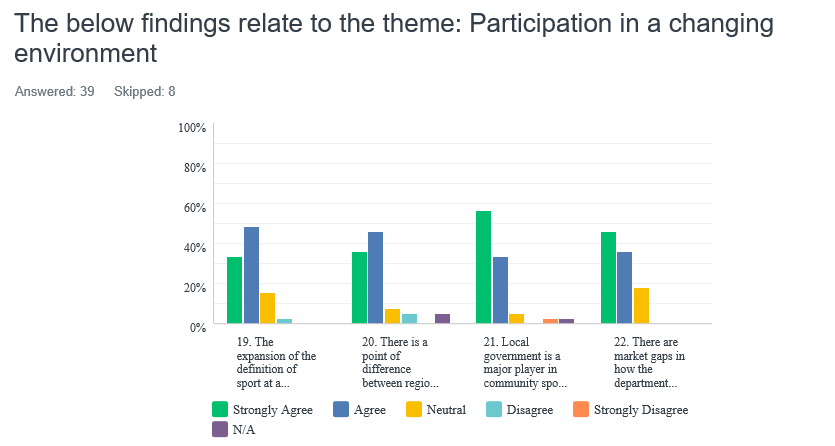 The below findings relate to the theme: Participation in a changing
environment
Answered: 39 Skipped: 8
100%
80%
60%
40%
20%
0%
19. The
expansion of the
definition of
sport at a...
20. There is a
point of
difference
between regio...
21. Local
government is a
major player in
community spo...
22. There are
market gaps in
how the
department...
Strongly Agree Agree Neutral Disagree Strongly Disagree
N/A